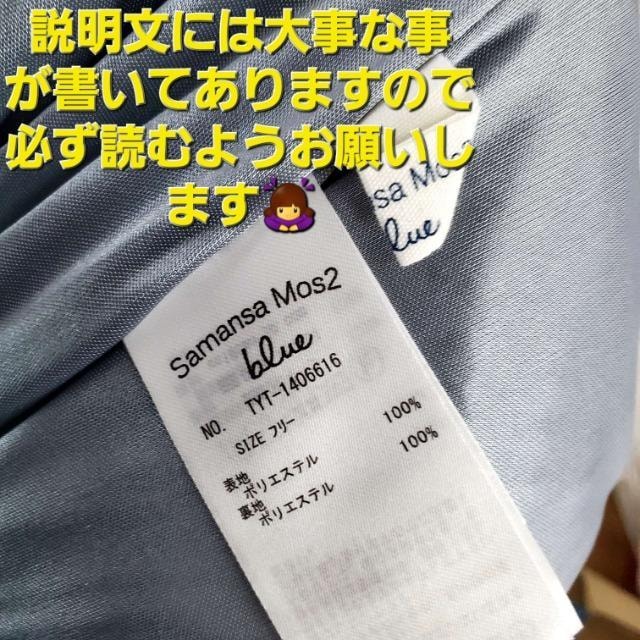 説明文には大事な事
が書いてありますので
必ず読むようお願いし
ます🙇‍♀️
sa Mos
lue
Samansa Mos2
blue
NO. TYT-1406616
SIZE フリー
表地
ポリエステル 100%
裏地
ポリエステル 100%